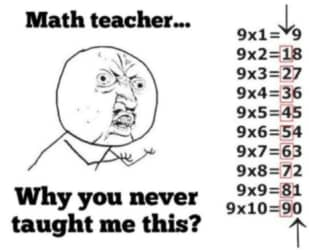 Math teacher...
Why you never
taught me this?
9x1= 9
9x2=18
9x3=27
9x4=36
9x5=45
9x6=54
9x7=63
9x8=72
9x9=81
9x10=90